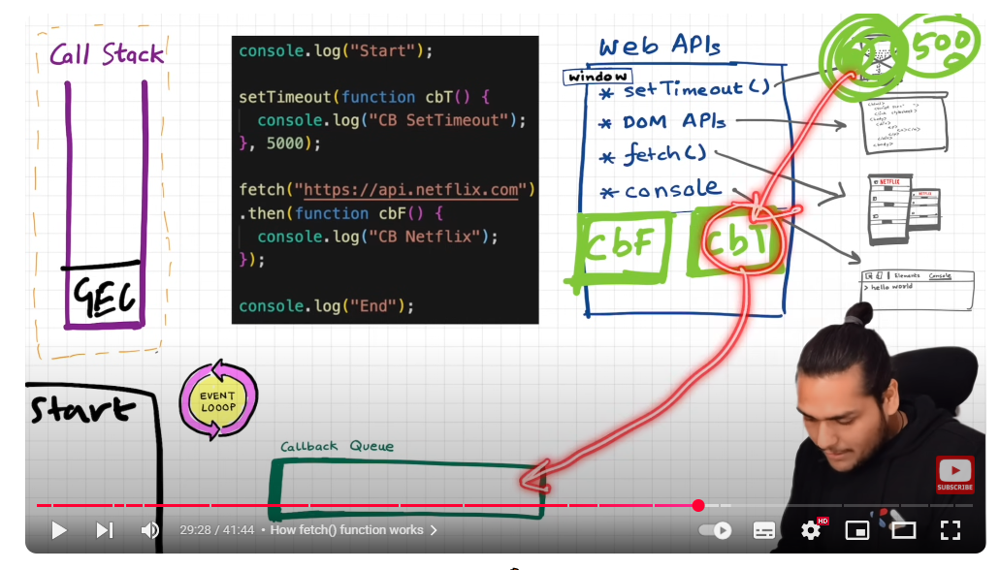 Call Stack
GEC
Start
console.log("Start");
setTimeout(function cbT() {
console.log("CB SetTimeout");
}, 5000);
fetch("https://api.netflix.com")
.then(function cbF() {
console.log("CB Netflix");
});
console.log("End");
Web APIs
window
* setTimeout()
* DOM APIs
* fetch()
* console
CbF
CbT
500
NETFLIX
NETFLIX
Elements Console
> hello world
EVENT
LOOOP
Callback Queue
SUBSCRIBE
29:28 / 41:44 • How fetch() function works
HD